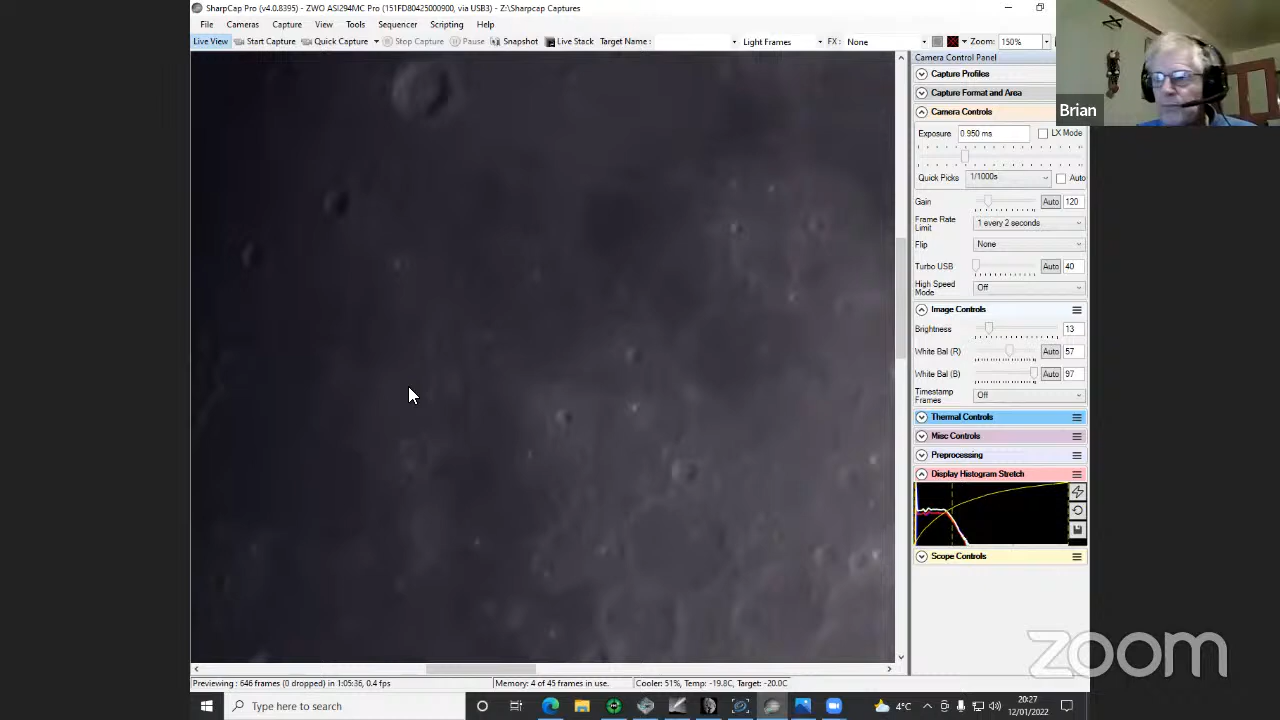 SharpCap Pro (v4.0.8395) - ZWO ASI294MC Pro (151FD80425000900, via USB3) - Z:\Sharpcap Captures
File Cameras Capture View Tools Sequencer Scripting Help
Live View Start Capture Quick Capture Stop Capture Pause Snapshot Live Stack Target Name: Light Frames FX: None Zoom: 150%
Camera Control Panel
Capture Profiles
Capture Format and Area
Camera Controls
Exposure 0.950 ms LX Mode
Quick Picks 1/1000s Auto
Gain Auto 120
Frame Rate Limit 1 every 2 seconds
Flip None
Turbo USB Auto 40
High Speed Mode Off
Image Controls
Brightness 13
White Bal (R) Auto 57
White Bal (B) Auto 97
Timestamp Frames Off
Thermal Controls
Misc Controls
Preprocessing
Display Histogram Stretch
Scope Controls
Brian
zoom
Previewing : 646 frames (0 dropped) in 1:05:36, 0.4 fps Memory: 4 of 45 frames in use. Cooler: 51%, Temp: -19.8C, Target: -20.0C
Type here to search
4°C
20:27
12/01/2022